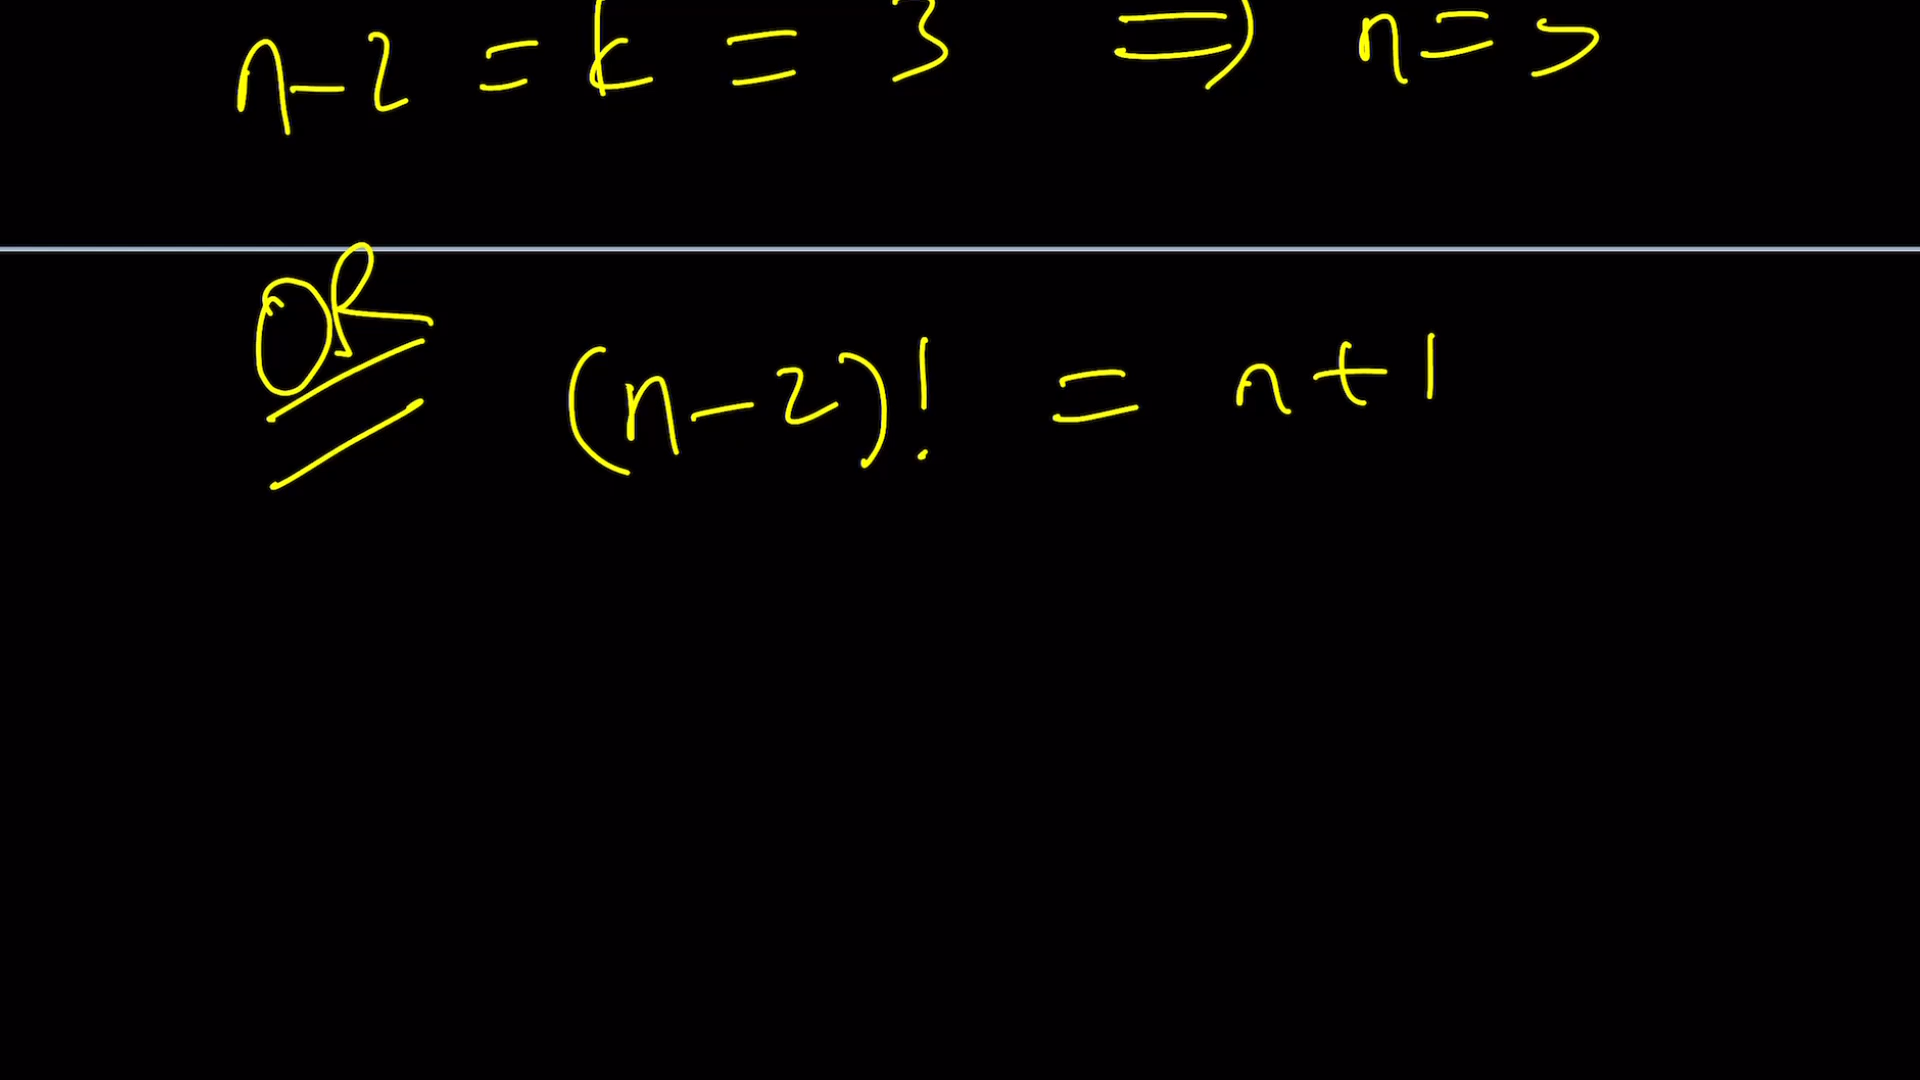 n-2 = k = 3 ⟹ n=5
OR
(n-2)! = n+1